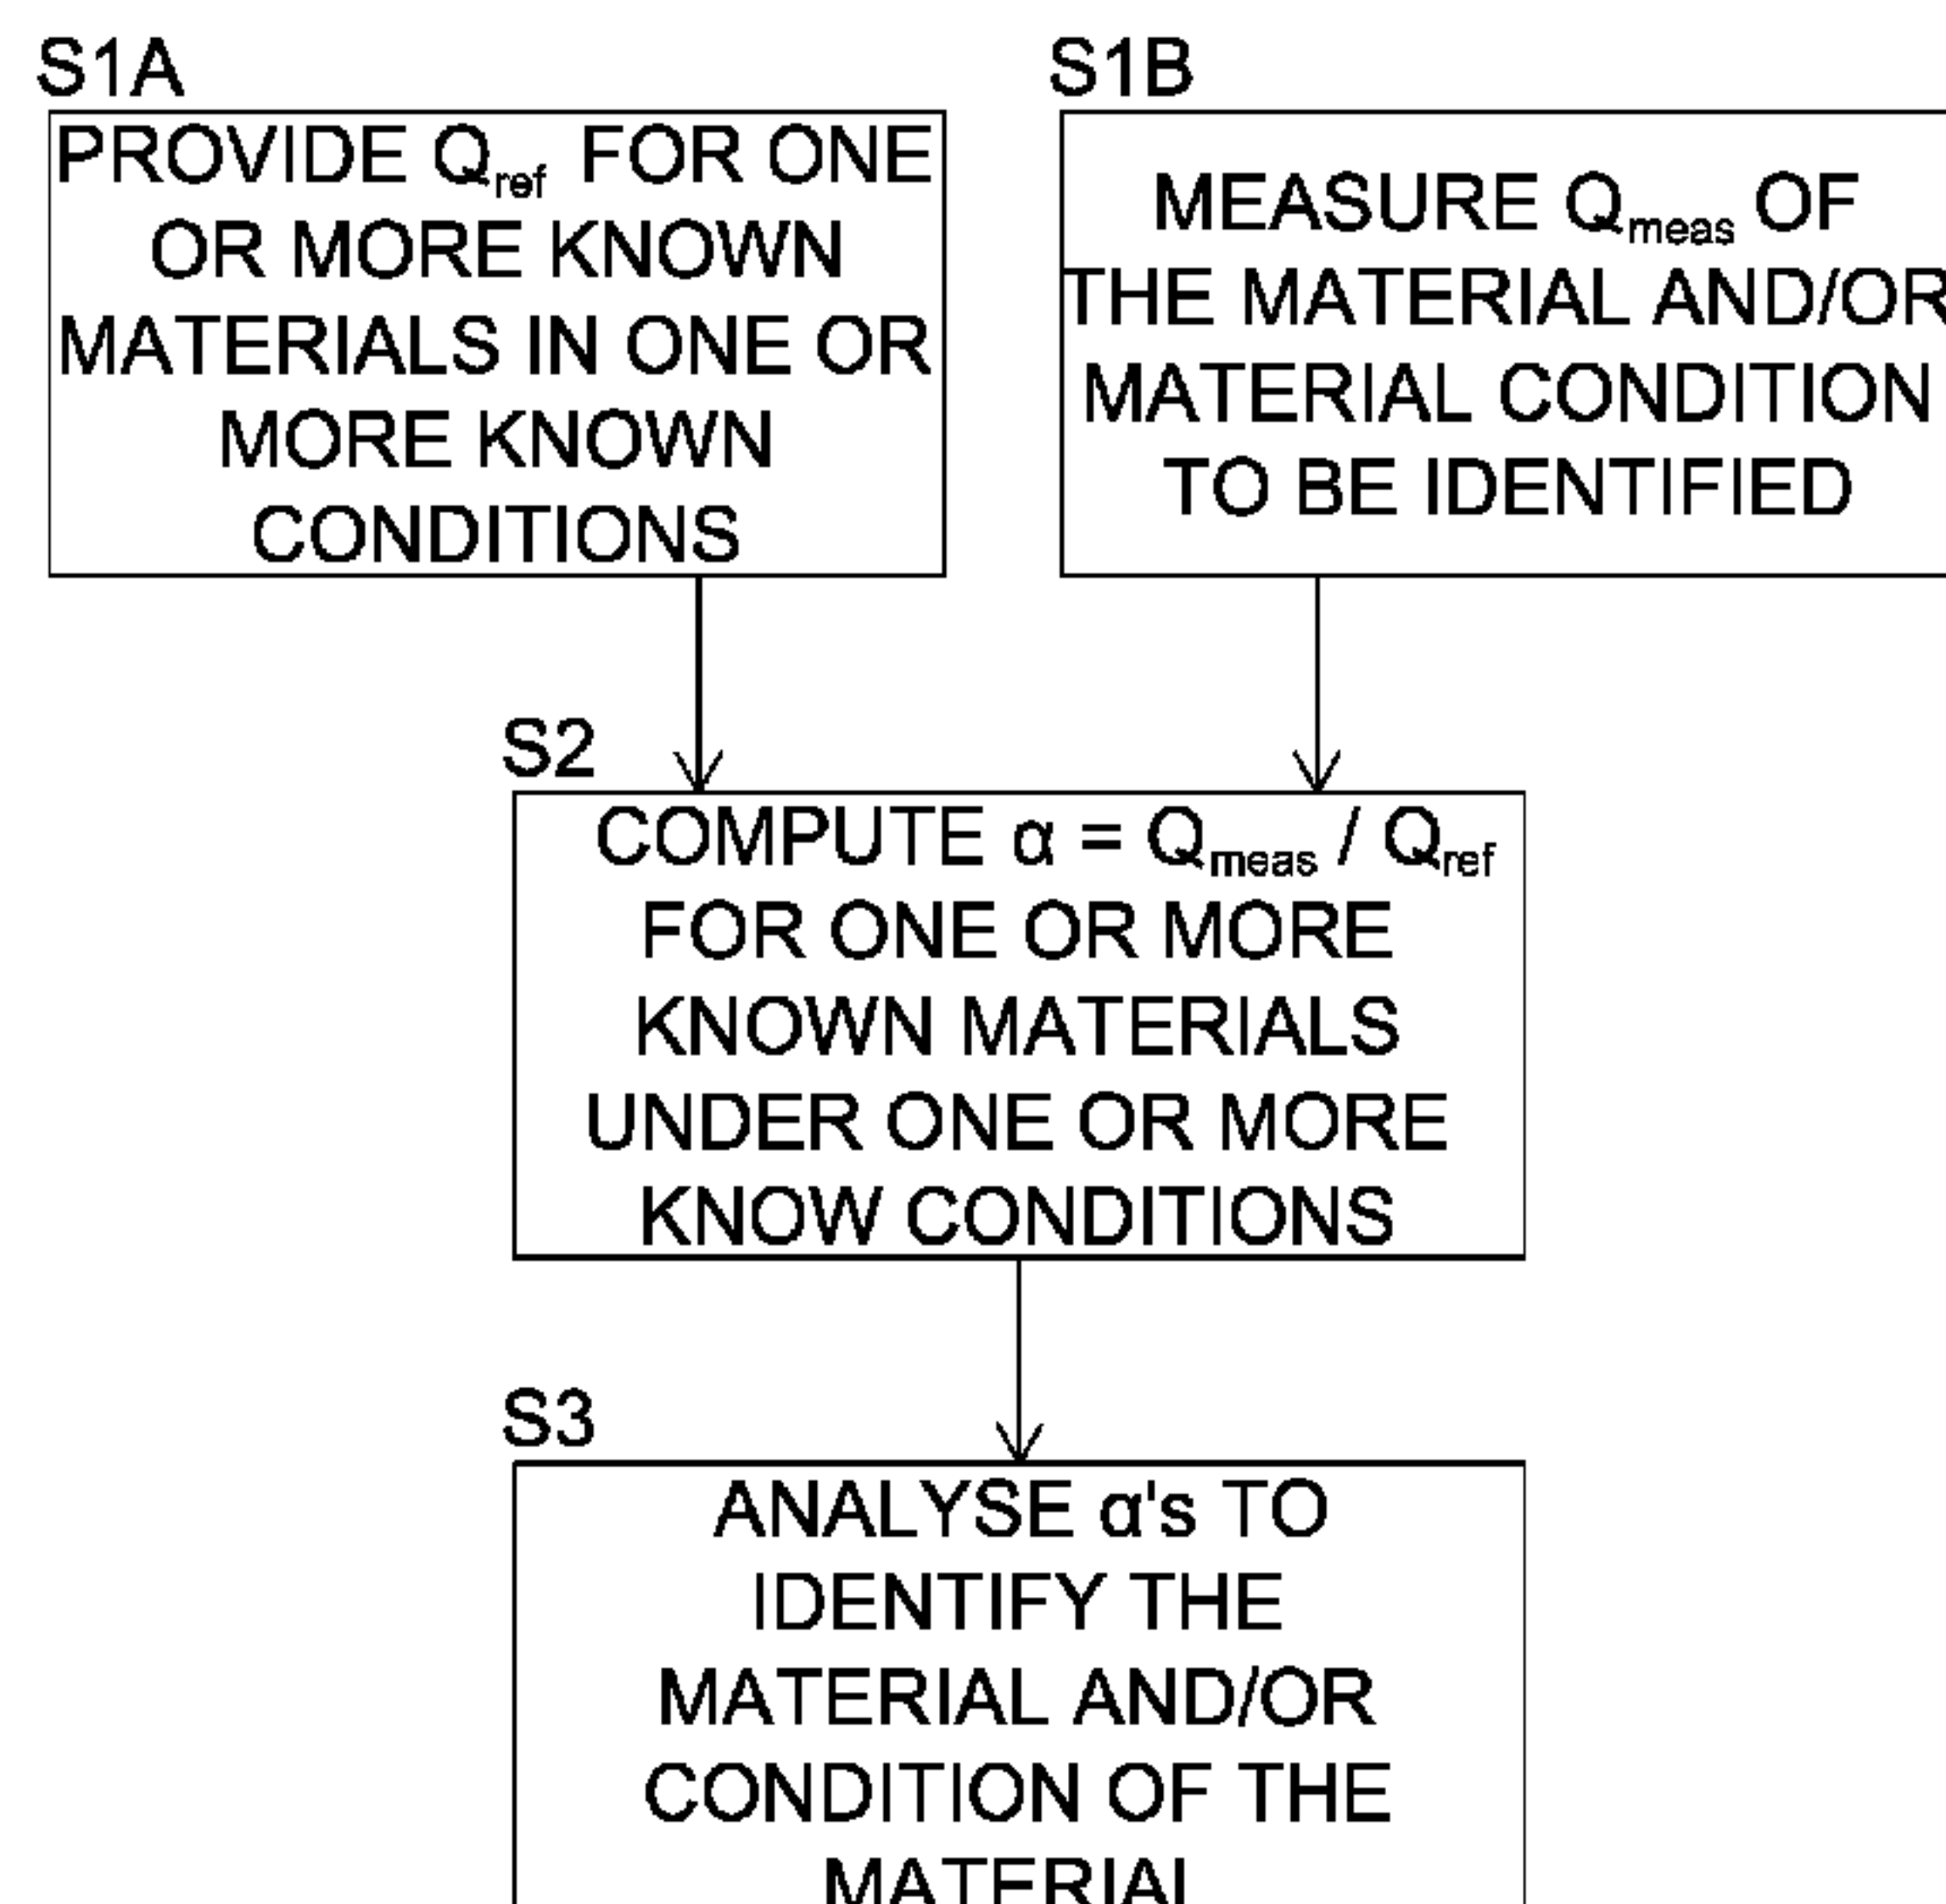 S1A
PROVIDE Qref FOR ONE
OR MORE KNOWN
MATERIALS IN ONE OR
MORE KNOWN
CONDITIONS
S1B
MEASURE Qmeas OF
THE MATERIAL AND/OR
MATERIAL CONDITION
TO BE IDENTIFIED
S2
COMPUTE α = Qmeas / Qref
FOR ONE OR MORE
KNOWN MATERIALS
UNDER ONE OR MORE
KNOW CONDITIONS
S3
ANALYSE α's TO
IDENTIFY THE
MATERIAL AND/OR
CONDITION OF THE
MATERIAL